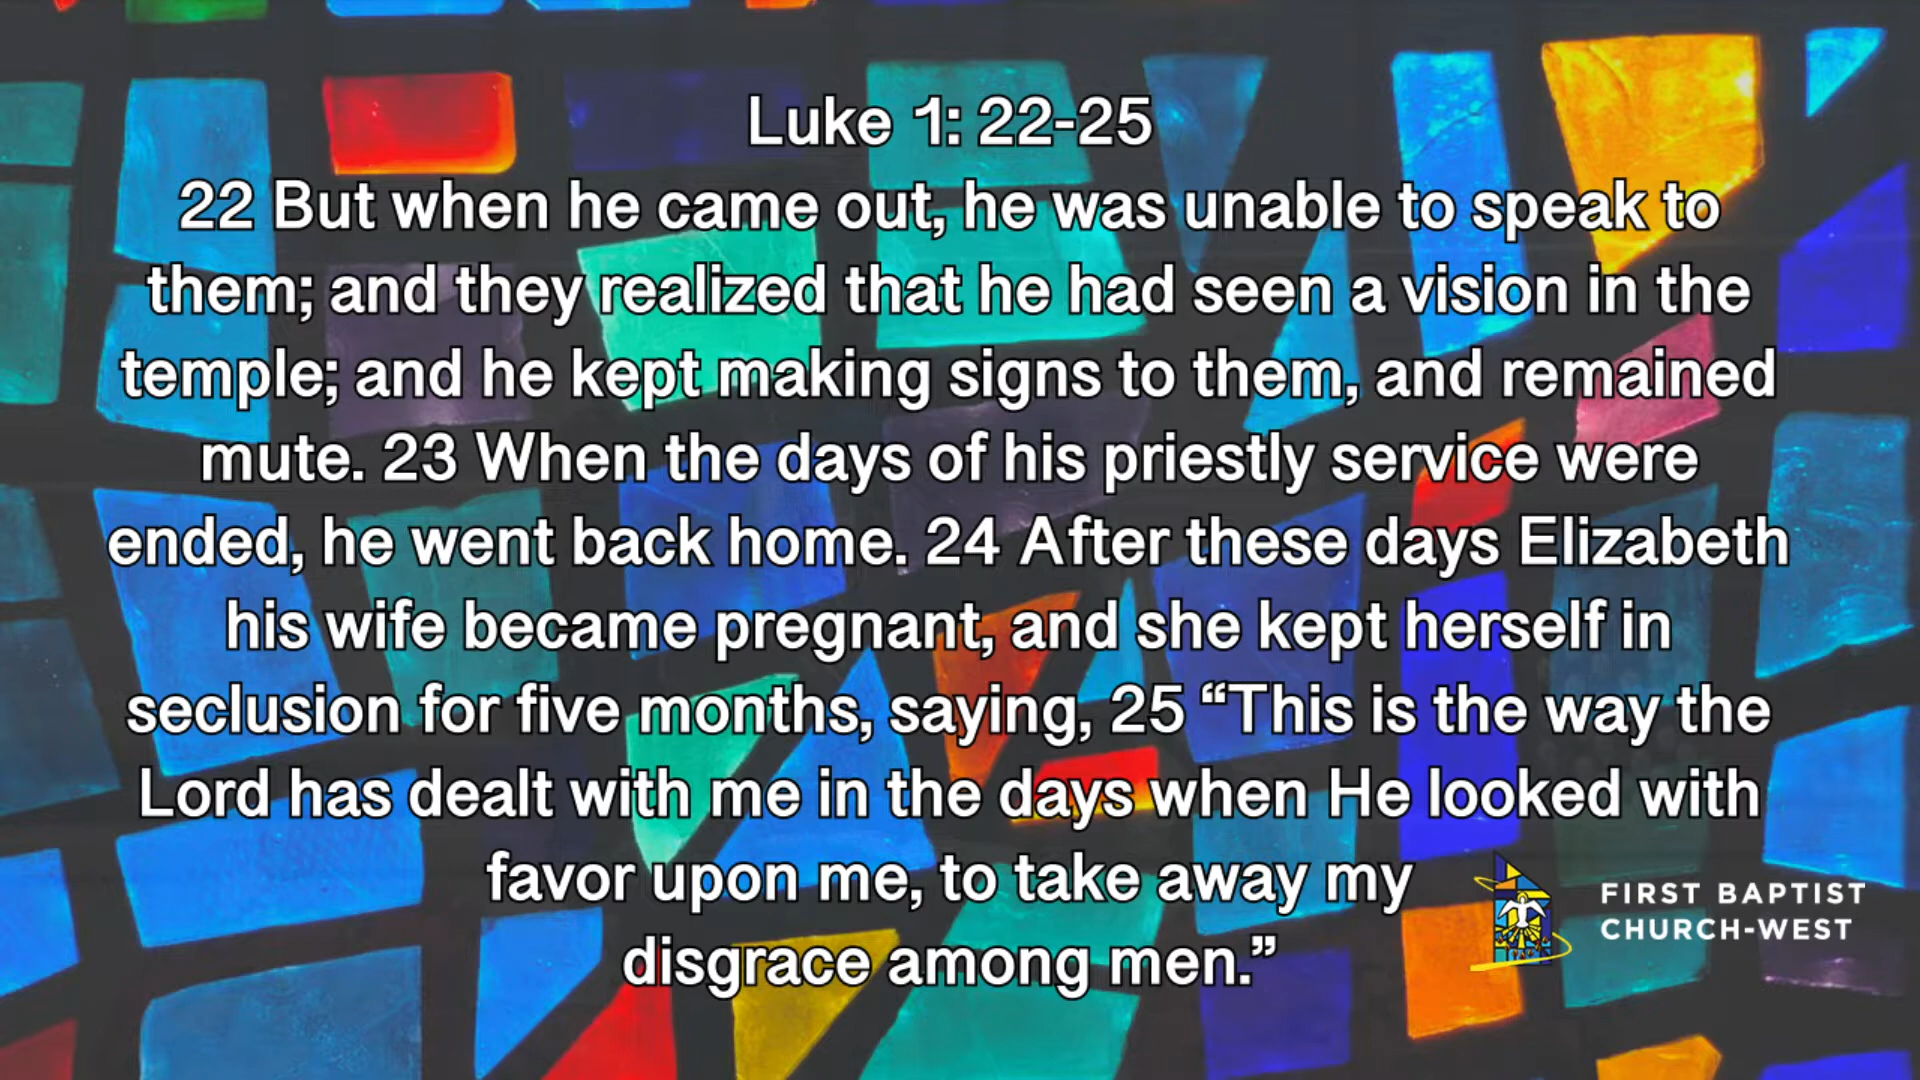 Luke 1: 22-25
22 But when he came out, he was unable to speak to
them; and they realized that he had seen a vision in the
temple; and he kept making signs to them, and remained
mute. 23 When the days of his priestly service were
ended, he went back home. 24 After these days Elizabeth
his wife became pregnant, and she kept herself in
seclusion for five months, saying, 25 “This is the way the
Lord has dealt with me in the days when He looked with
favor upon me, to take away my
disgrace among men.”
FIRST BAPTIST
CHURCH-WEST